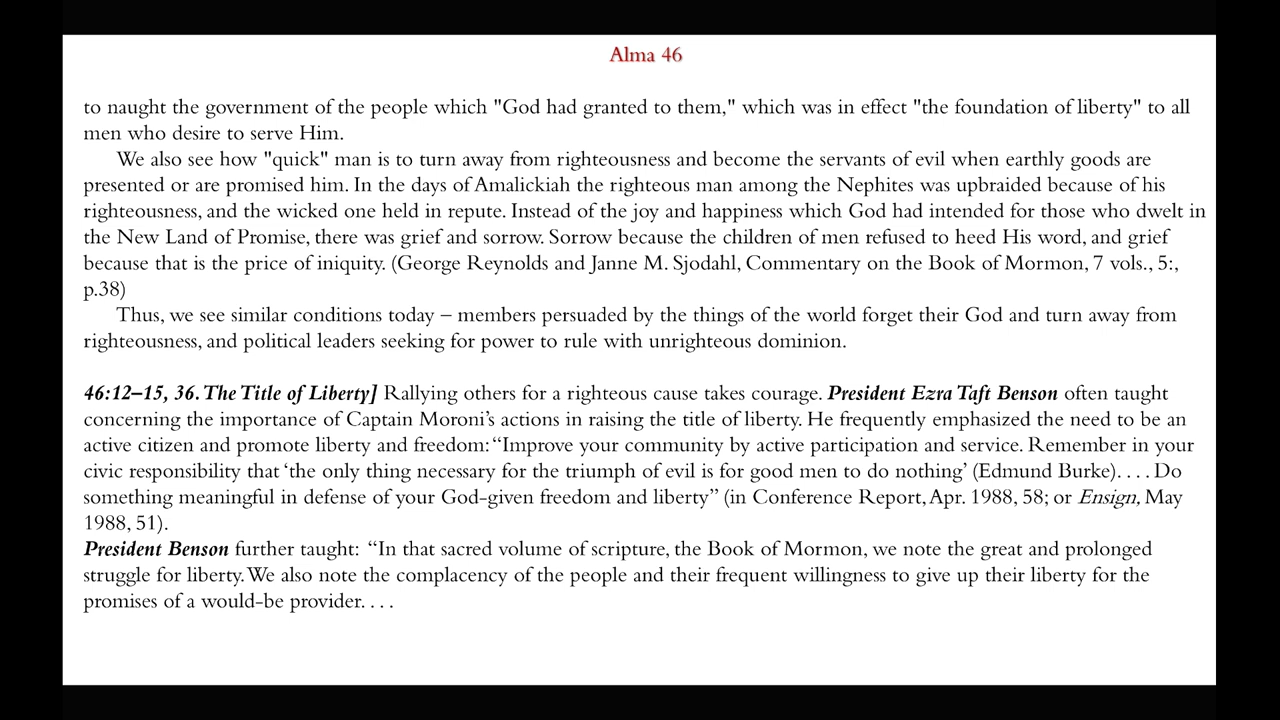 Alma 46
to naught the government of the people which "God had granted to them," which was in effect "the foundation of liberty" to all
men who desire to serve Him.
We also see how "quick" man is to turn away from righteousness and become the servants of evil when earthly goods are
presented or are promised him. In the days of Amalickiah the righteous man among the Nephites was upbraided because of his
righteousness, and the wicked one held in repute. Instead of the joy and happiness which God had intended for those who dwelt in
the New Land of Promise, there was grief and sorrow. Sorrow because the children of men refused to heed His word, and grief
because that is the price of iniquity. (George Reynolds and Janne M. Sjodahl, Commentary on the Book of Mormon, 7 vols., 5:,
p.38)
Thus, we see similar conditions today – members persuaded by the things of the world forget their God and turn away from
righteousness, and political leaders seeking for power to rule with unrighteous dominion.
46:12–15, 36. The Title of Liberty] Rallying others for a righteous cause takes courage. President Ezra Taft Benson often taught
concerning the importance of Captain Moroni’s actions in raising the title of liberty. He frequently emphasized the need to be an
active citizen and promote liberty and freedom: “Improve your community by active participation and service. Remember in your
civic responsibility that ‘the only thing necessary for the triumph of evil is for good men to do nothing’ (Edmund Burke). . . . Do
something meaningful in defense of your God-given freedom and liberty” (in Conference Report, Apr. 1988, 58; or Ensign, May
1988, 51).
President Benson further taught: “In that sacred volume of scripture, the Book of Mormon, we note the great and prolonged
struggle for liberty. We also note the complacency of the people and their frequent willingness to give up their liberty for the
promises of a would-be provider. . . .